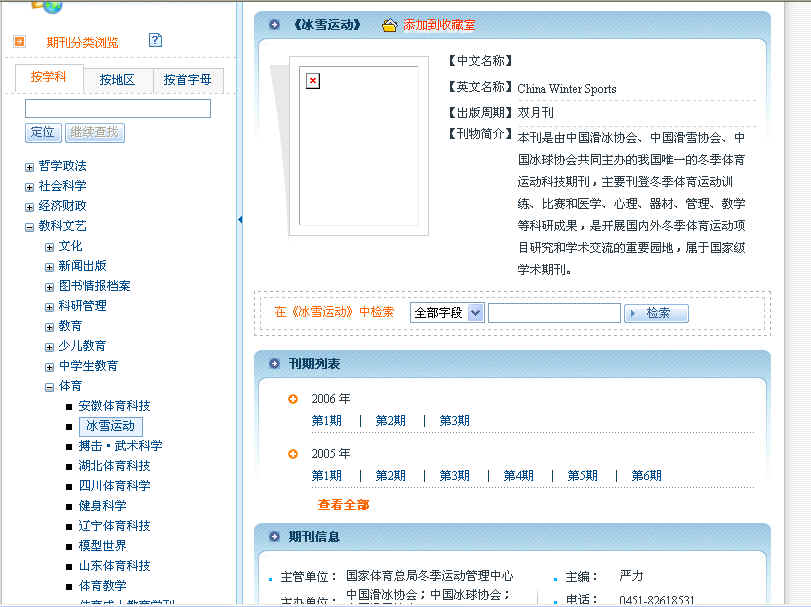 期刊分类浏览
按学科 按地区 按首字母
定位 继续查找
哲学政法
社会科学
经济财政
教科文艺
文化
新闻出版
图书情报档案
科研管理
教育
少儿教育
中学生教育
体育
安徽体育科技
冰雪运动
搏击·武术科学
湖北体育科技
四川体育科学
健身科学
辽宁体育科技
模型世界
山东体育科技
体育教学
《冰雪运动》 添加到收藏室
【中文名称】
【英文名称】China Winter Sports
【出版周期】双月刊
【刊物简介】本刊是由中国滑冰协会、中国滑雪协会、中
国冰球协会共同主办的我国唯一的冬季体育
运动科技期刊，主要刊登冬季体育运动训
练、比赛和医学、心理、器材、管理、教学
等科研成果，是开展国内外冬季体育运动项
目研究和学术交流的重要园地，属于国家级
学术期刊。
在《冰雪运动》中检索 全部字段 检索
刊期列表
2006 年
第1期 | 第2期 | 第3期
2005 年
第1期 | 第2期 | 第3期 | 第4期 | 第5期 | 第6期
查看全部
期刊信息
主管单位： 国家体育总局冬季运动管理中心 主编： 严力
主办单位： 中国滑冰协会；中国冰球协会； 电话： 0451-82618531